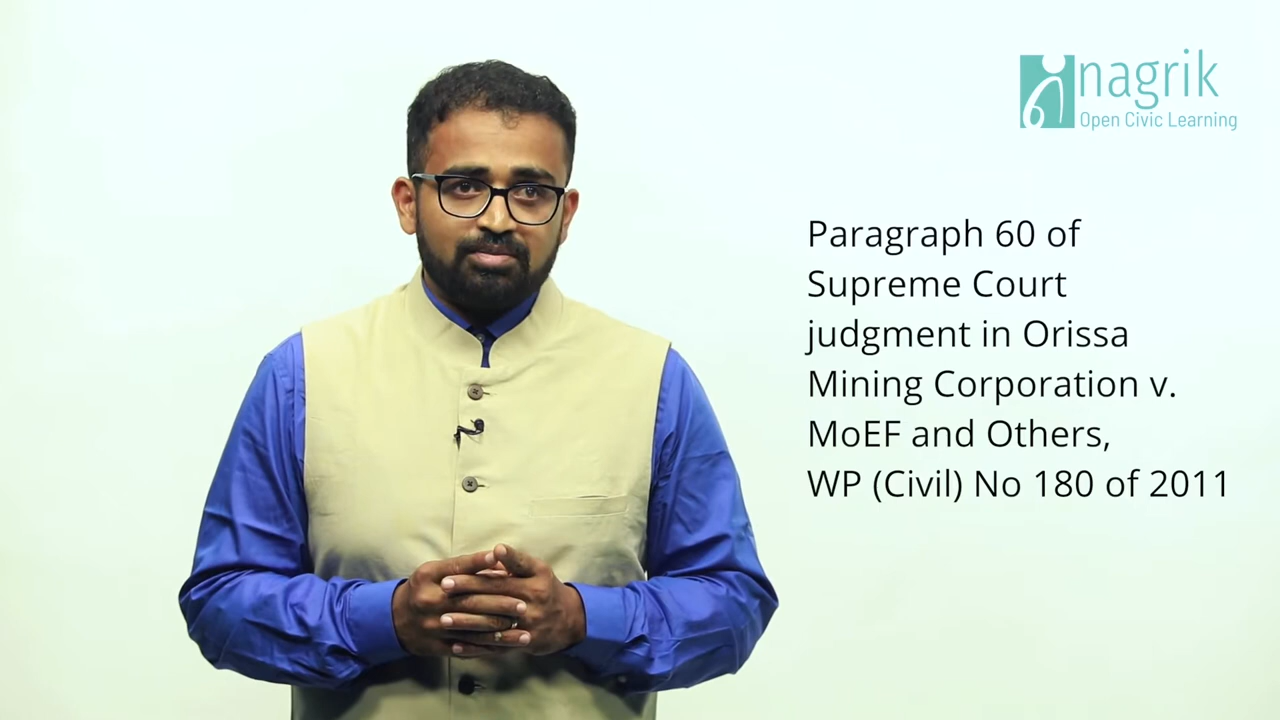 nagrik
Open Civic Learning
Paragraph 60 of
Supreme Court
judgment in Orissa
Mining Corporation v.
MoEF and Others,
WP (Civil) No 180 of 2011